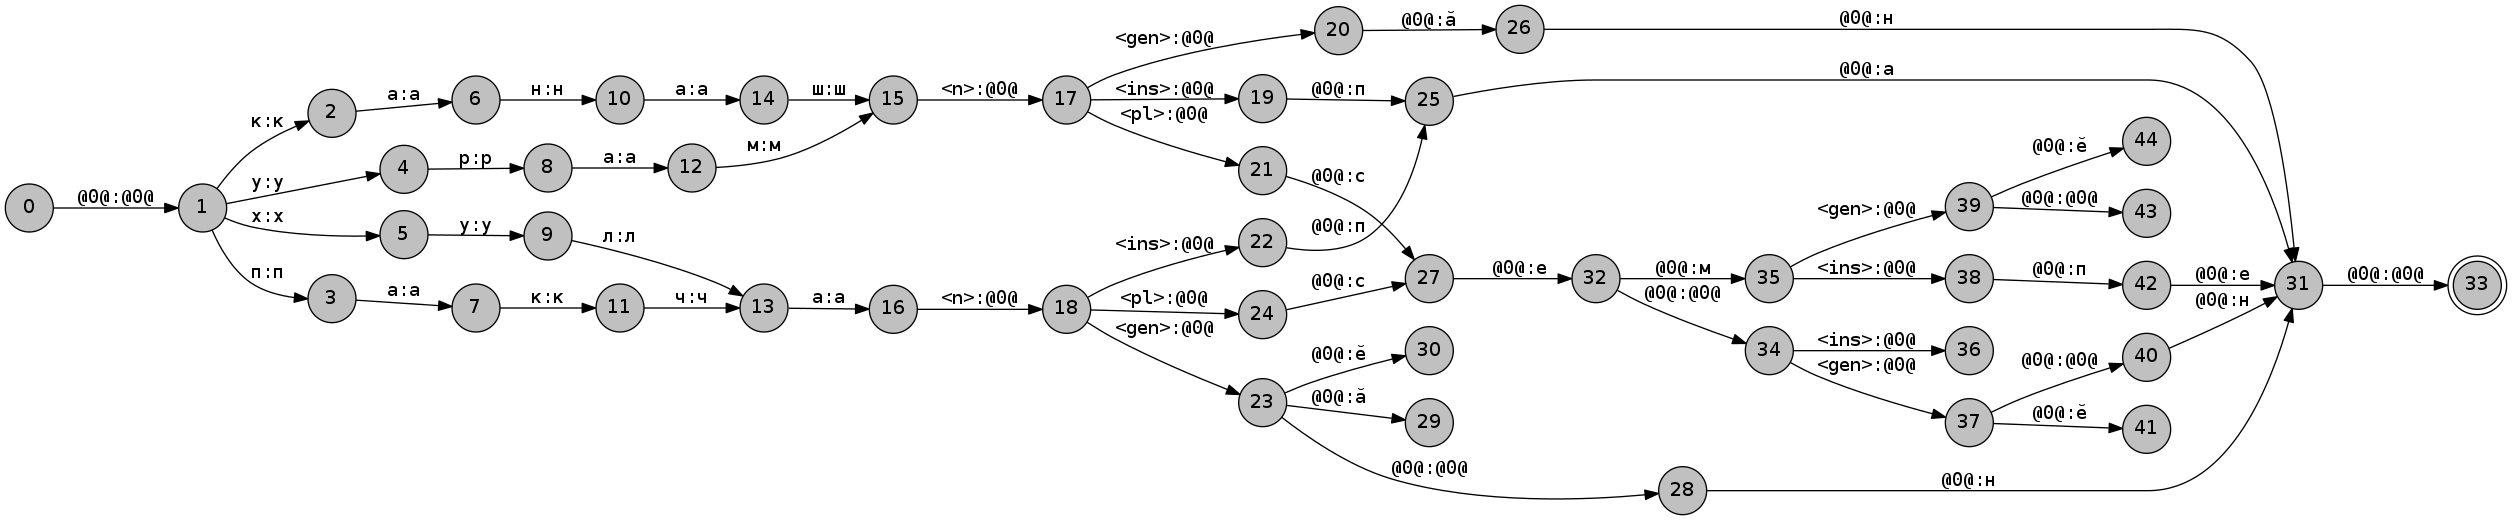 0 @0@:@0@ 1
к:к 2 а:а 6 н:н 10 а:а 14 ш:ш 15 <n>:@0@ 17
у:у 4 р:р 8 а:а 12 м:м
х:х 5 у:у 9 л:л
п:п 3 а:а 7 к:к 11 ч:ч 13 а:а 16 <n>:@0@ 18
<gen>:@0@ 20 @0@:ӑ 26 @0@:н
<ins>:@0@ 19 @0@:п 25 @0@:а
<pl>:@0@ 21 @0@:с
<ins>:@0@ 22 @0@:п
<pl>:@0@ 24 @0@:с 27 @0@:е 32
<gen>:@0@ 23
@0@:ӗ 30
@0@:ӑ 29
@0@:@0@ 28 @0@:н
@0@:м 35
@0@:@0@ 34
<gen>:@0@ 39 @0@:ӗ 44
@0@:@0@ 43
<ins>:@0@ 38 @0@:п 42 @0@:е 31 @0@:@0@ 33
<ins>:@0@ 36
<gen>:@0@ 37 @0@:@0@ 40 @0@:н
@0@:ӗ 41